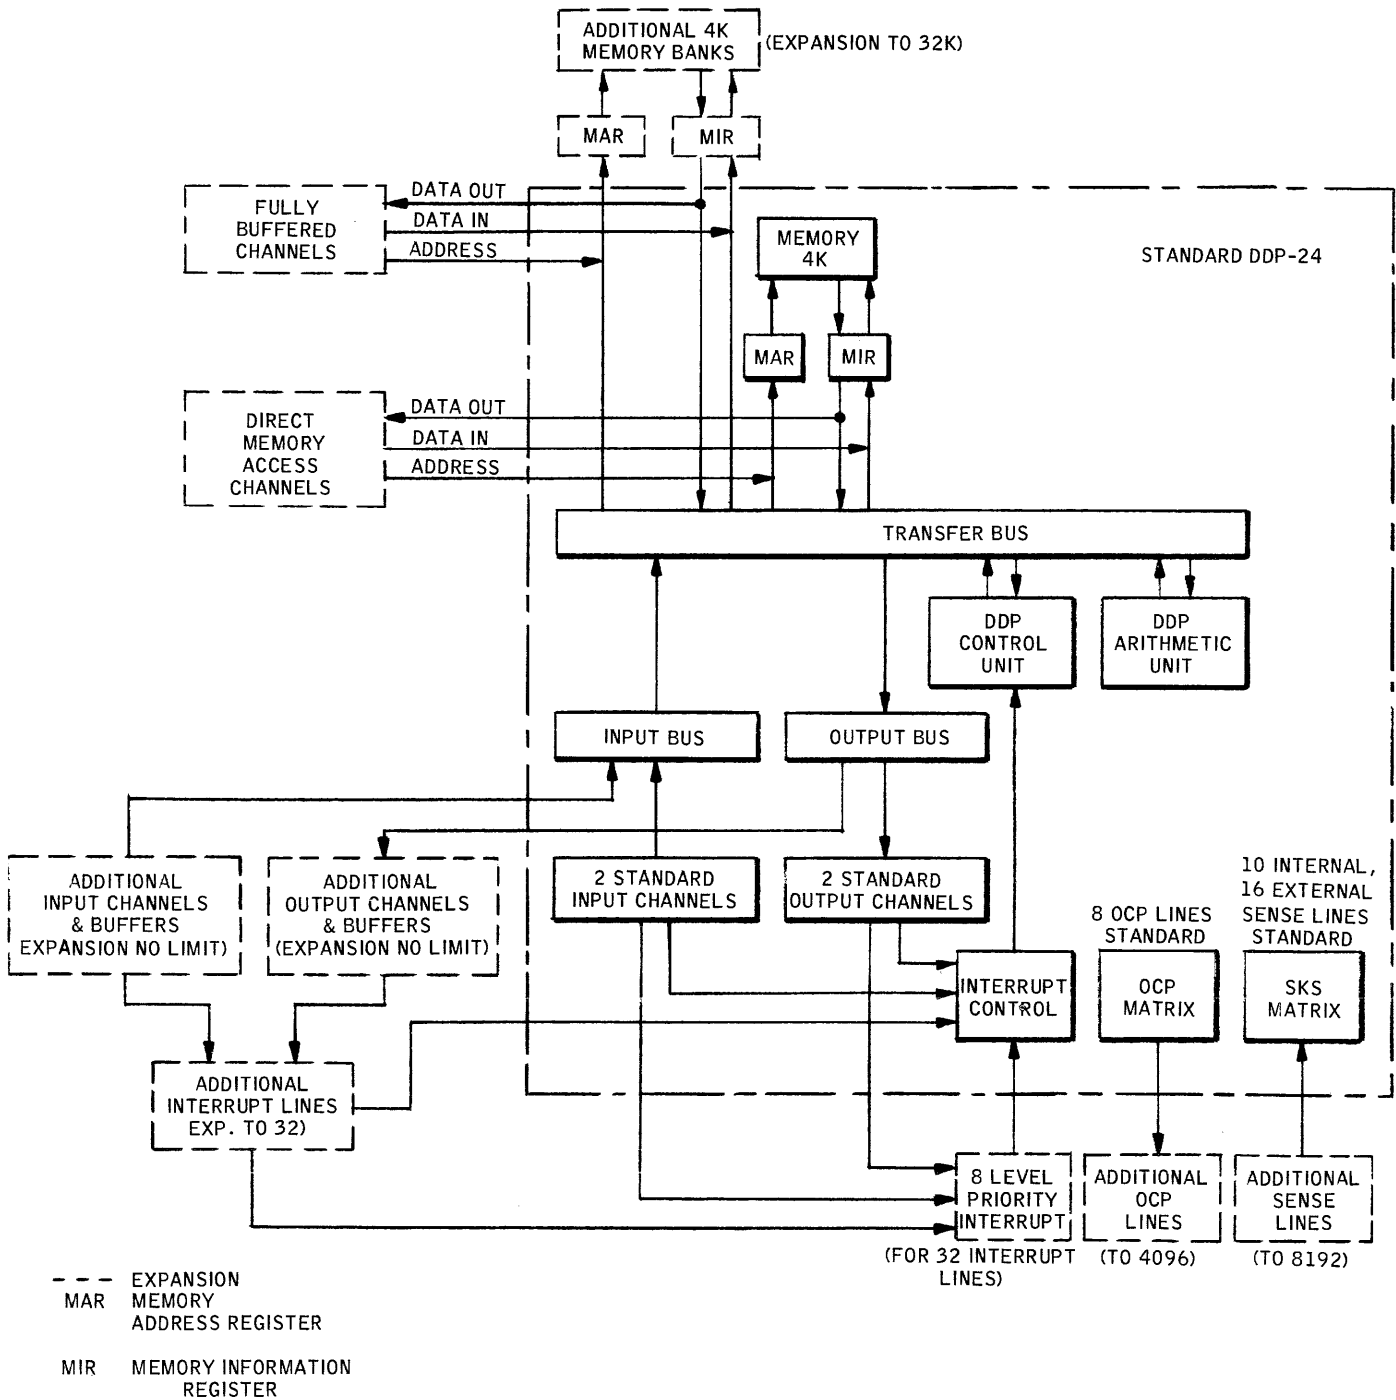 ADDITIONAL 4K
MEMORY BANKS
(EXPANSION TO 32K)
MAR
MIR
DATA OUT
DATA IN
ADDRESS
FULLY
BUFFERED
CHANNELS
MEMORY
4K
STANDARD DDP-24
MAR
MIR
DATA OUT
DATA IN
ADDRESS
DIRECT
MEMORY
ACCESS
CHANNELS
TRANSFER BUS
DDP
CONTROL
UNIT
DDP
ARITHMETIC
UNIT
INPUT BUS
OUTPUT BUS
ADDITIONAL
INPUT CHANNELS
& BUFFERS
EXPANSION NO LIMIT)
ADDITIONAL
OUTPUT CHANNELS
& BUFFERS
(EXPANSION NO LIMIT)
2 STANDARD
INPUT CHANNELS
2 STANDARD
OUTPUT CHANNELS
8 OCP LINES
STANDARD
10 INTERNAL,
16 EXTERNAL
SENSE LINES
STANDARD
INTERRUPT
CONTROL
OCP
MATRIX
SKS
MATRIX
ADDITIONAL
INTERRUPT LINES
EXP. TO 32)
8 LEVEL
PRIORITY
INTERRUPT
(FOR 32 INTERRUPT
LINES)
ADDITIONAL
OCP
LINES
(TO 4096)
ADDITIONAL
SENSE
LINES
(TO 8192)
---- EXPANSION
MAR MEMORY
ADDRESS REGISTER
MIR MEMORY INFORMATION
REGISTER